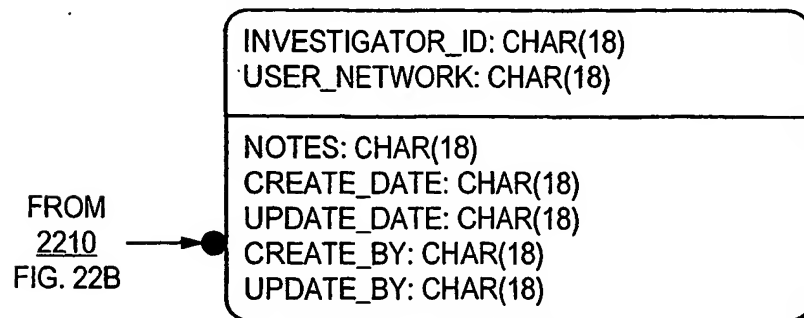 INVESTIGATOR_ID: CHAR(18)
USER_NETWORK: CHAR(18)
NOTES: CHAR(18)
CREATE_DATE: CHAR(18)
UPDATE_DATE: CHAR(18)
CREATE_BY: CHAR(18)
UPDATE_BY: CHAR(18)
FROM
2210
FIG. 22B